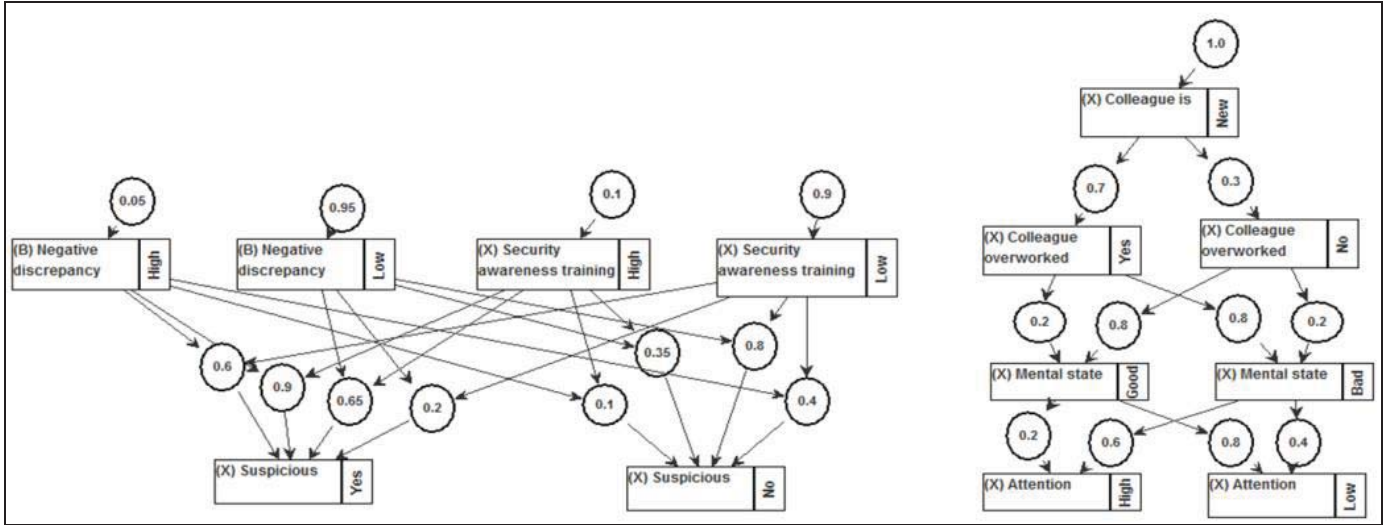 1.0
(X) Colleague is
New
0.05
0.95
0.1
0.9
0.7
0.3
(B) Negative
discrepancy
High
(B) Negative
discrepancy
Low
(X) Security
awareness training
High
(X) Security
awareness training
Low
(X) Colleague
overworked
Yes
(X) Colleague
overworked
No
0.6
0.9
0.65
0.2
0.1
0.35
0.8
0.4
0.2
0.8
0.8
0.2
(X) Mental state
Good
(X) Mental state
Bad
0.2
0.6
0.8
0.4
(X) Suspicious
Yes
(X) Suspicious
No
(X) Attention
High
(X) Attention
Low